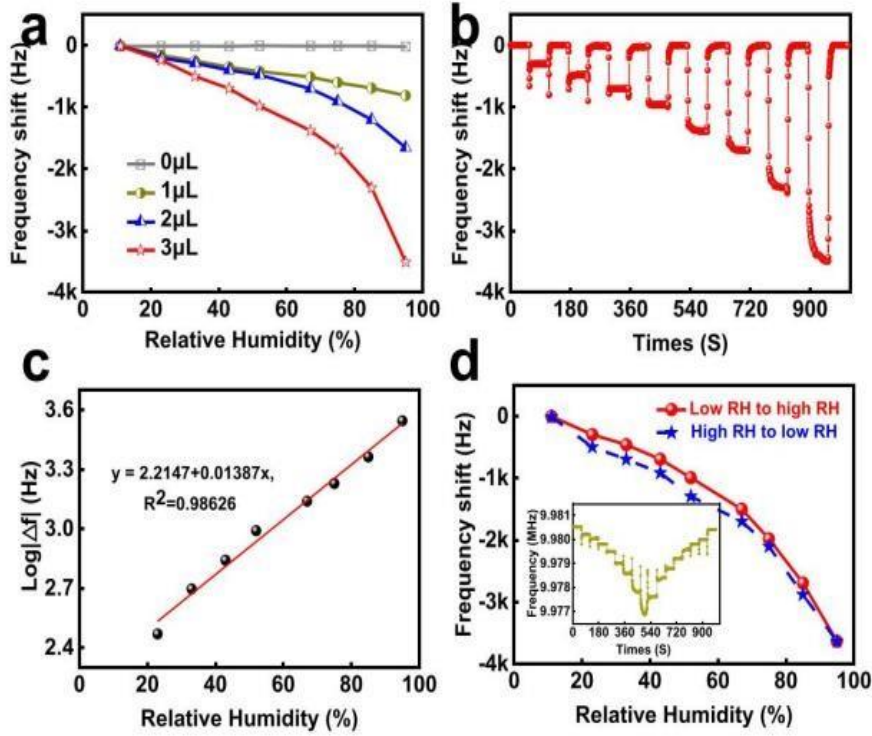 a
Frequency shift (Hz)
0
-1k
-2k
-3k
-4k
0μL
1μL
2μL
3μL
0 20 40 60 80 100
Relative Humidity (%)
b
Frequency shift (Hz)
0
-1k
-2k
-3k
-4k
0 180 360 540 720 900
Times (S)
c
Log|Δf| (Hz)
3.6
3.3
3.0
2.7
2.4
y = 2.2147+0.01387x,
R²=0.98626
0 20 40 60 80 100
Relative Humidity (%)
d
Frequency shift (Hz)
0
-1k
-2k
-3k
-4k
Low RH to high RH
High RH to low RH
Frequency (MHz)
9.981
9.980
9.979
9.978
9.977
0 180 360 540 720 900
Times (S)
0 20 40 60 80 100
Relative Humidity (%)